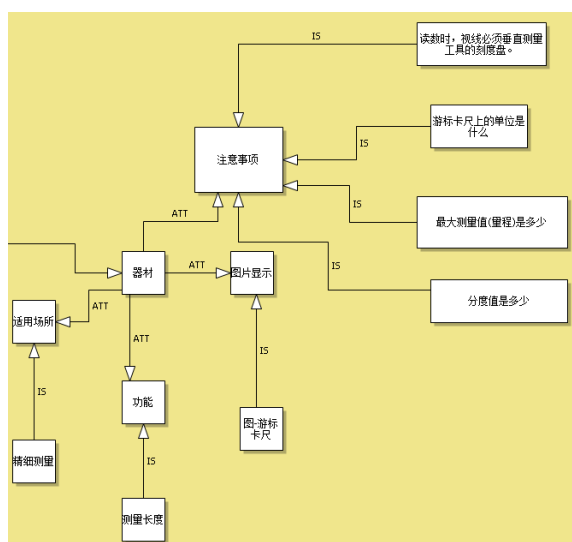 IS
读数时，视线必须垂直测量
工具的刻度盘。
游标卡尺上的单位是
什么
IS
注意事项
IS
最大测量值(量程)是多少
ATT
IS
器材
ATT
图片显示
分度值是多少
ATT
适用场所
ATT
IS
IS
功能
图-游标
卡尺
精细测量
IS
测量长度